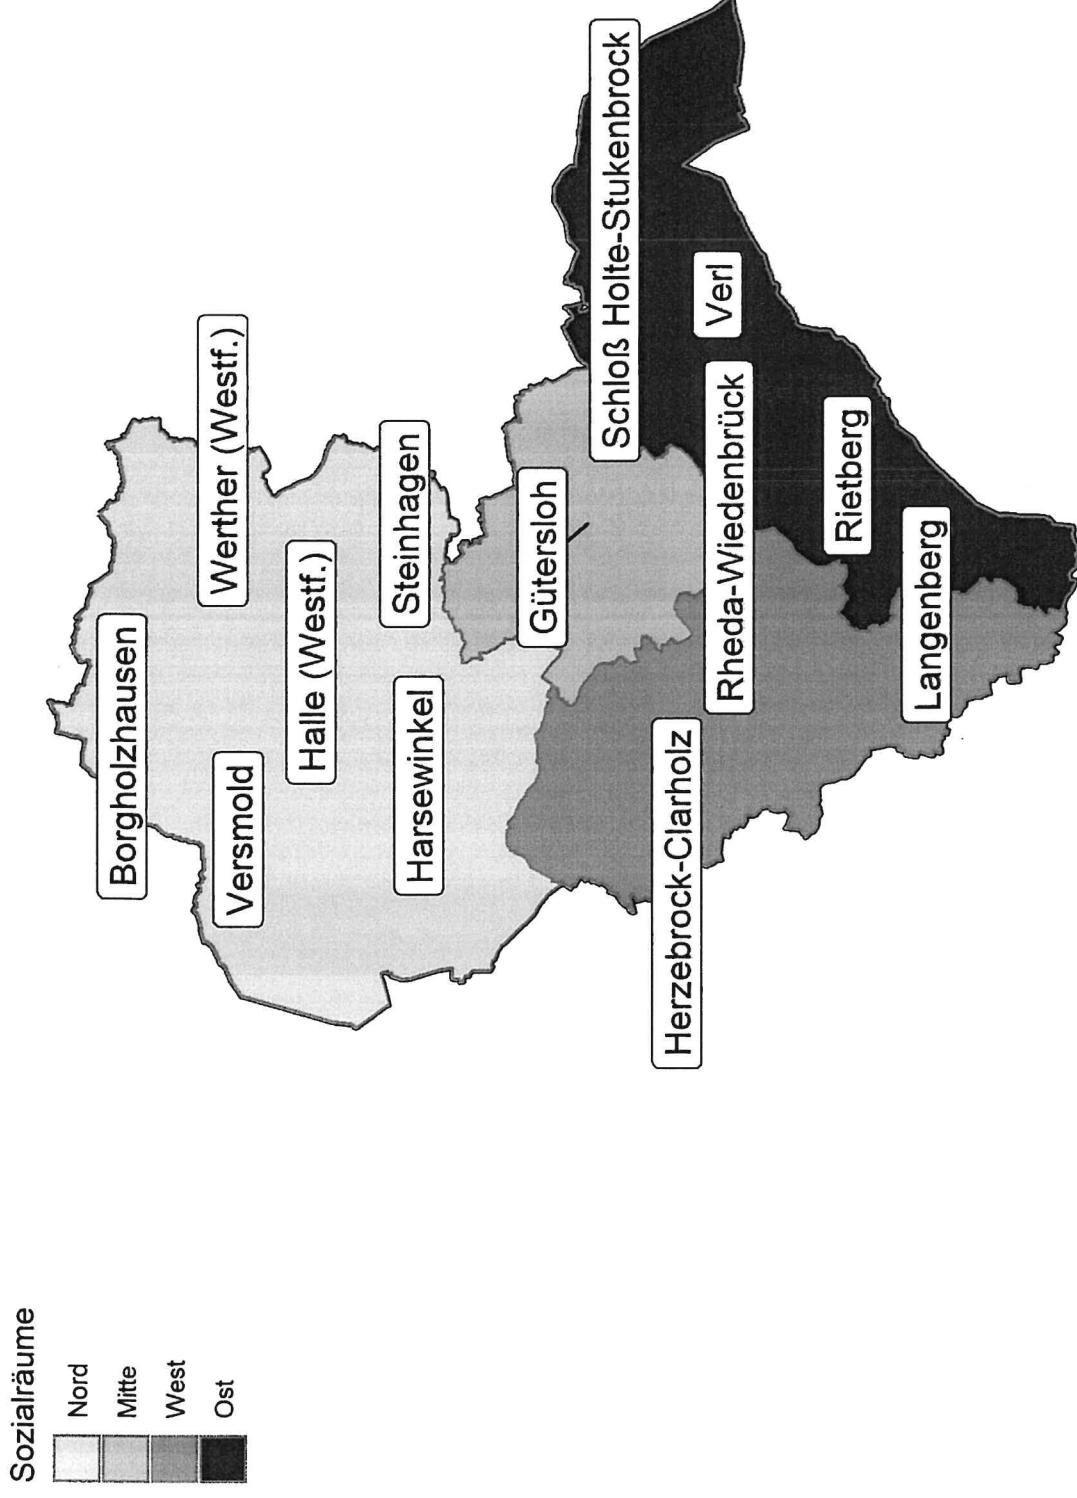 Sozialräume
Nord
Mitte
West
Ost
Borgholzhausen
Versmold
Werther (Westf.)
Halle (Westf.)
Harsewinkel
Steinhagen
Gütersloh
Schloß Holte-Stukenbrock
Herzebrock-Clarholz
Rheda-Wiedenbrück
Verl
Rietberg
Langenberg